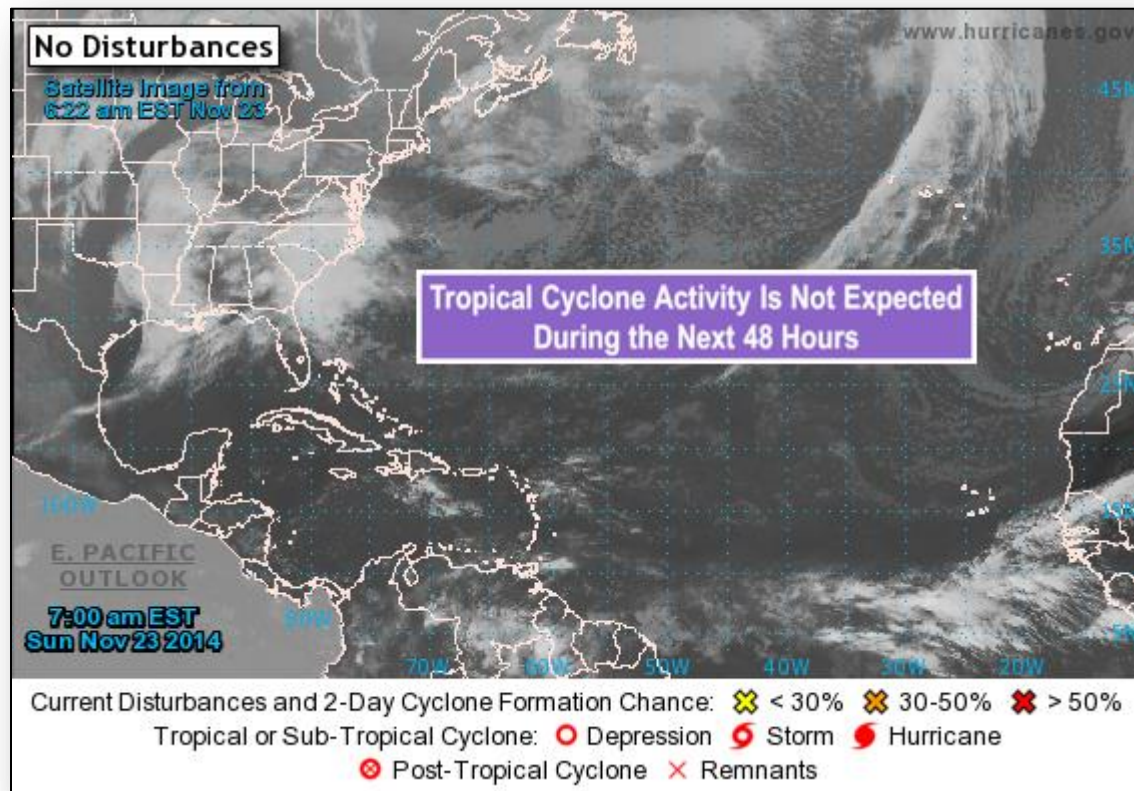 No Disturbances
www.hurricanes.gov
Satellite Image from
6:22 am EST Nov 23
45N
35N
Tropical Cyclone Activity Is Not Expected
During the Next 48 Hours
25N
100W
15N
E. PACIFIC
OUTLOOK
7:00 am EST
Sun Nov 23 2014
90W
5N
70W 60W 50W 40W 30W 20W
Current Disturbances and 2-Day Cyclone Formation Chance: < 30% 30-50% > 50%
Tropical or Sub-Tropical Cyclone: Depression Storm Hurricane
Post-Tropical Cyclone Remnants